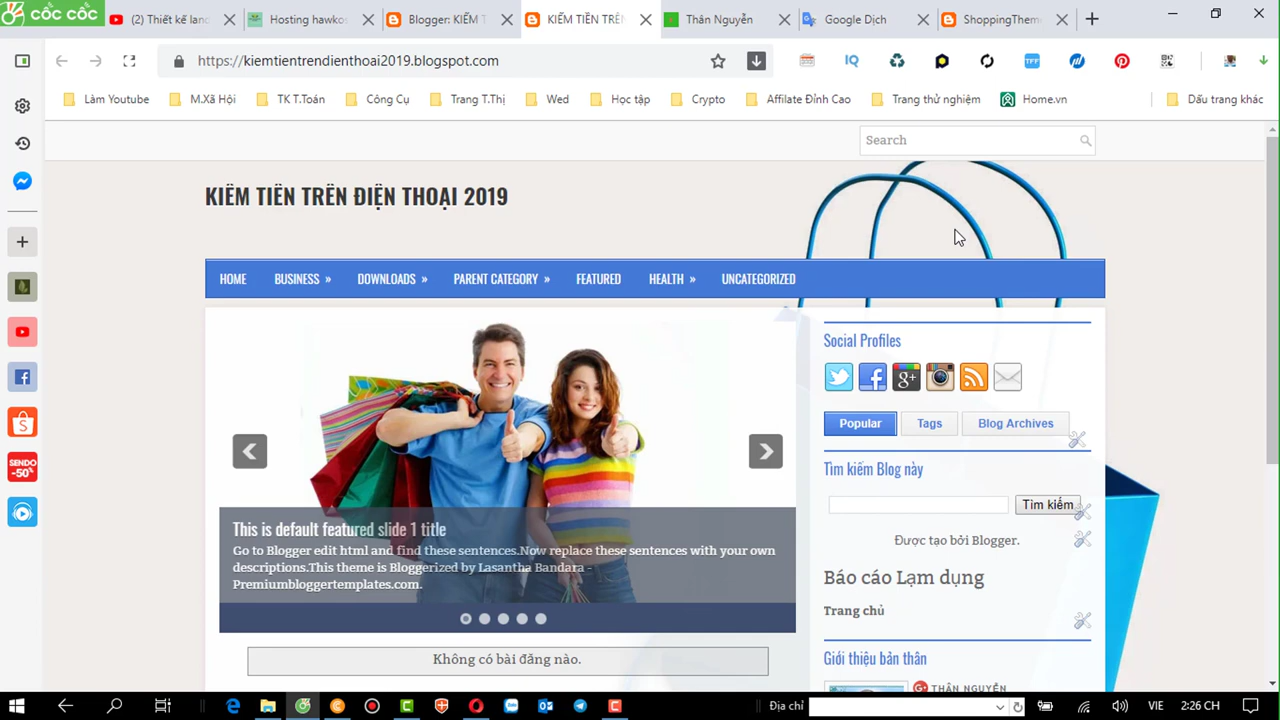 cốc cốc
(2) Thiết kế lan
Hosting hawko
Blogger: KIẾM T
KIẾM TIỀN TRÊN
Thân Nguyễn
Google Dịch
ShoppingThem
https://kiemtientrendienthoai2019.blogspot.com
IQ
TFF
Làm Youtube
M.Xã Hội
TK T.Toán
Công Cụ
Trang T.Thị
Wed
Học tập
Crypto
Affilate Đỉnh Cao
Trang thử nghiệm
Home.vn
Dấu trang khác
Search
KIẾM TIỀN TRÊN ĐIỆN THOẠI 2019
HOME
BUSINESS »
DOWNLOADS »
PARENT CATEGORY »
FEATURED
HEALTH »
UNCATEGORIZED
This is default featured slide 1 title
Go to Blogger edit html and find these sentences.Now replace these sentences with your own
descriptions.This theme is Bloggerized by Lasantha Bandara -
Premiumbloggertemplates.com.
Không có bài đăng nào.
Social Profiles
Popular
Tags
Blog Archives
Tìm kiếm Blog này
Tìm kiếm
Được tạo bởi Blogger.
Báo cáo Lạm dụng
Trang chủ
Giới thiệu bản thân
THÂN NGUYỄN
SENDO
-50%
Địa chỉ
VIE
2:26 CH